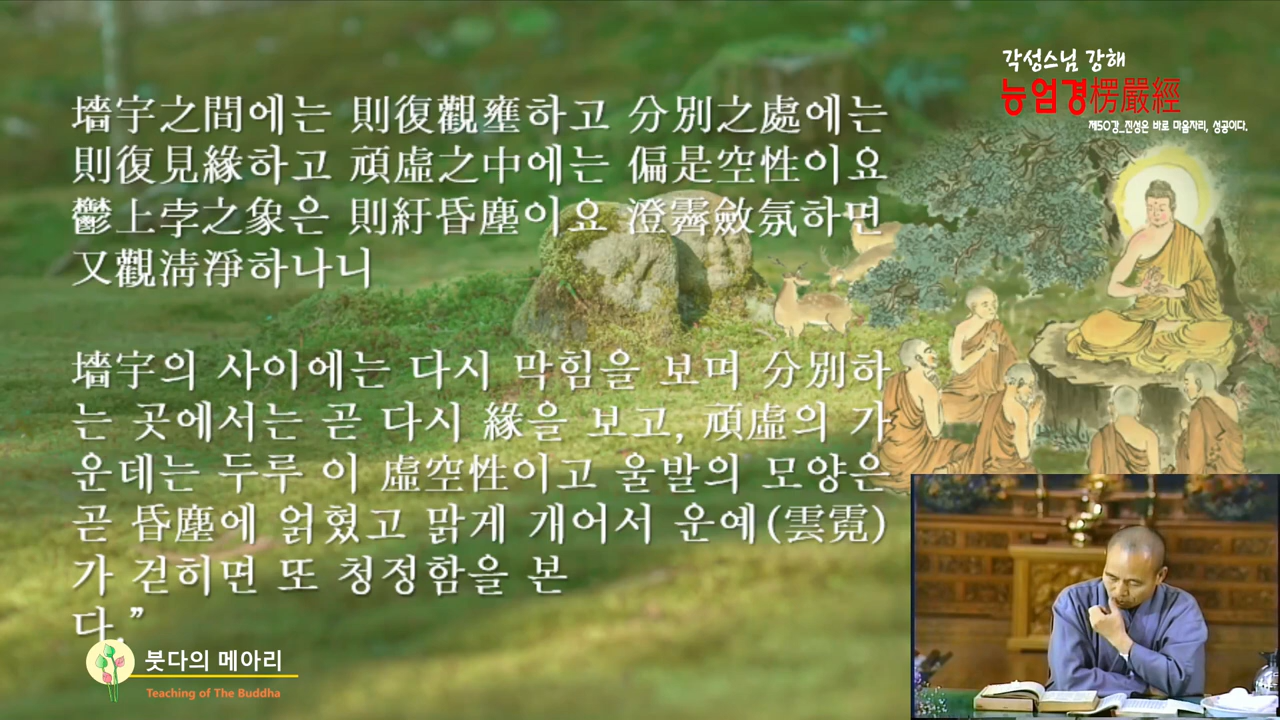 각성스님 강해
능엄경楞嚴經
제50강_진성은 바로 마음자리, 성공이다.
墻宇之間에는 則復觀壅하고 分別之處에는
則復見緣하고 頑虛之中에는 偏是空性이요
鬱㘦之象은 則紆昏塵이요 澄霽斂氛하면
又觀淸淨하나니
墻宇의 사이에는 다시 막힘을 보며 分別하
는 곳에서는 곧 다시 緣을 보고, 頑虛의 가
운데는 두루 이 虛空性이고 울발의 모양은
곧 昏塵에 얽혔고 맑게 개어서 운예(雲霓)
가 걷히면 또 청정함을 본
다.”
붓다의 메아리
Teaching of The Buddha